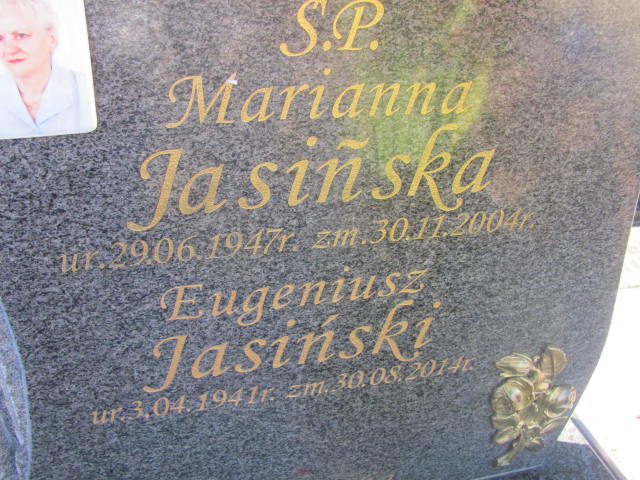 Ś.P.
Marianna
Jasiñska
ur.29.06.1947r. zm.30.11.2004r.
Eugeniusz
Jasiński
ur.3.04.1941r. zm.30.08.2014r.